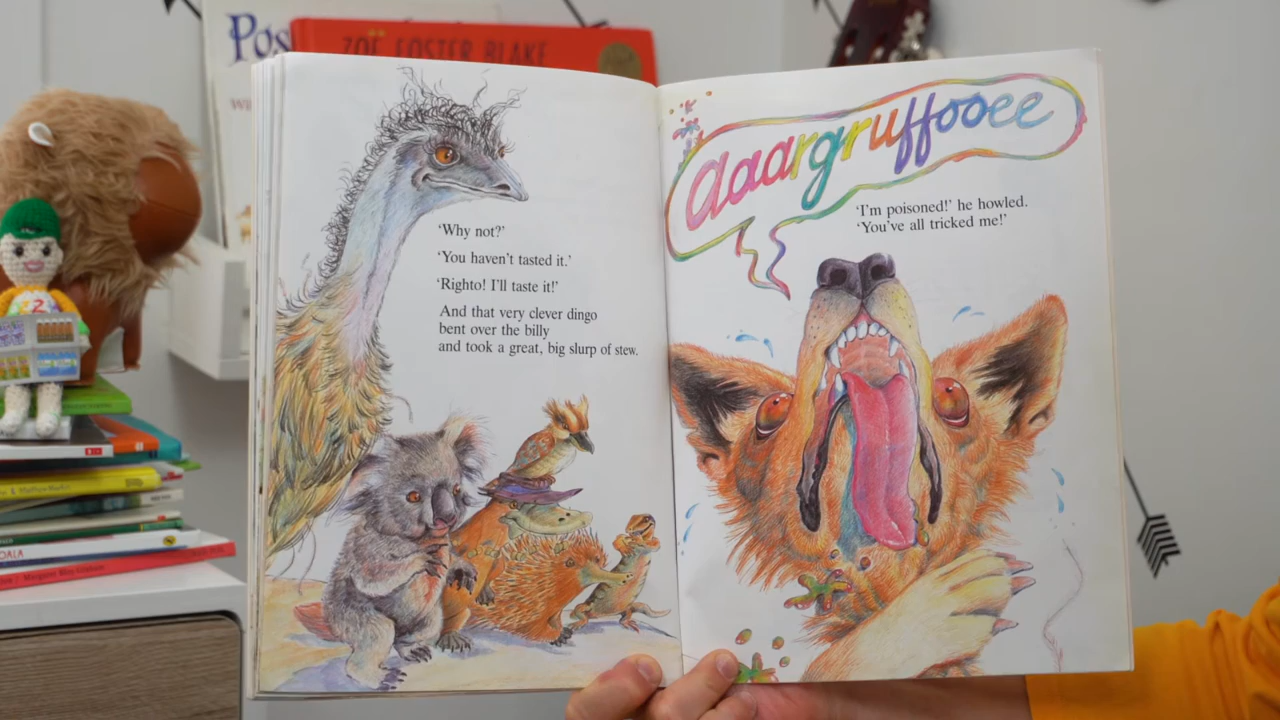 Pos
ZOË FOSTER BLAKE
'Why not?'
'You haven't tasted it.'
'Righto! I'll taste it!'
And that very clever dingo
bent over the billy
and took a great, big slurp of stew.
aaargruffooee
'I'm poisoned!' he howled.
'You've all tricked me!'
2